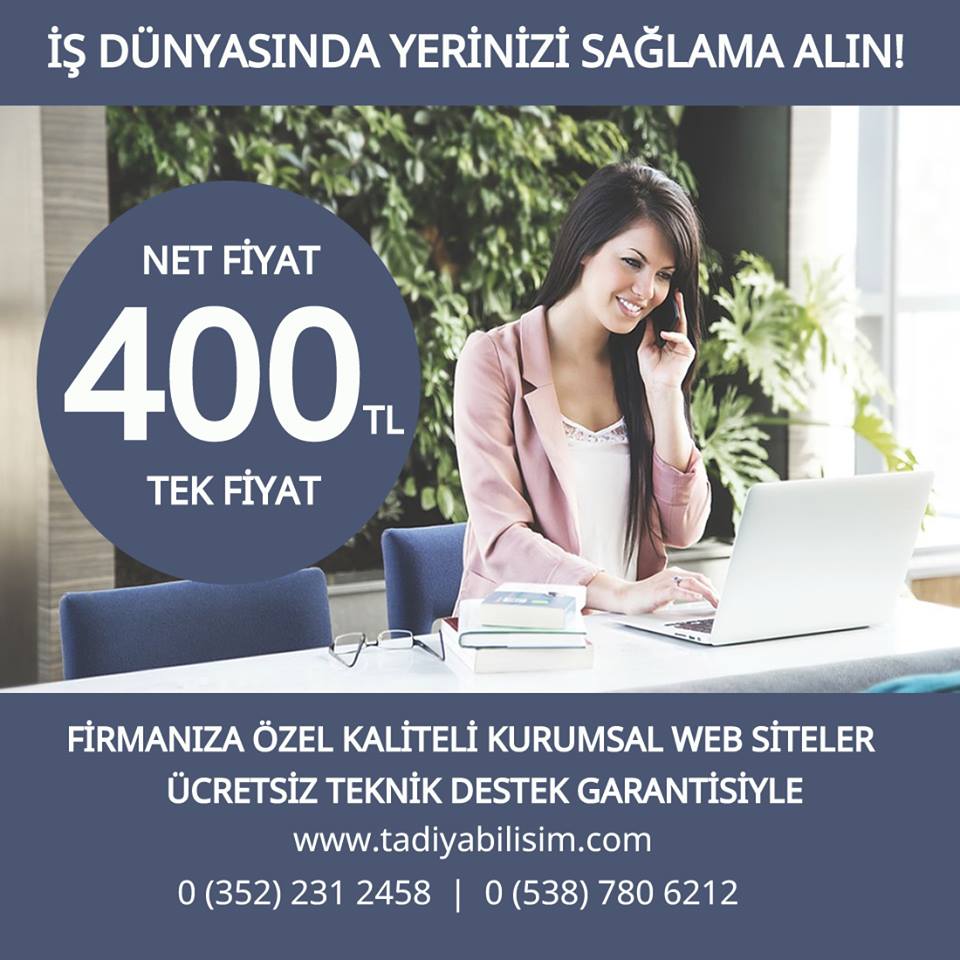 İŞ DÜNYASINDA YERİNİZİ SAĞLAMA ALIN!
NET FİYAT
400 TL
TEK FİYAT
FİRMANIZA ÖZEL KALİTELİ KURUMSAL WEB SİTELER
ÜCRETSİZ TEKNİK DESTEK GARANTİSİYLE
www.tadiyabilisim.com
0 (352) 231 2458 | 0 (538) 780 6212